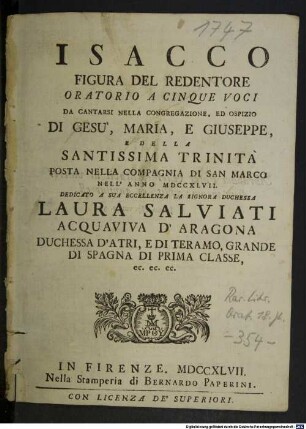 1747
ISACCO
FIGURA DEL REDENTORE
ORATORIO A CINQUE VOCI
DA CANTARSI NELLA CONGREGAZIONE, ED OSPIZIO
DI GESU', MARIA, E GIUSEPPE,
E DELLA
SANTISSIMA TRINITÀ
POSTA NELLA COMPAGNIA DI SAN MARCO
NELL' ANNO MDCCXLVII.
DEDICATO A SUA ECCELLENZA LA SIGNORA DUCHESSA
LAURA SALVIATI
ACQUAVIVA D' ARAGONA
DUCHESSA D'ATRI, E DI TERAMO, GRANDE
DI SPAGNA DI PRIMA CLASSE,
ec. ec. ec.
Rar. Libr.
-354-
IN FIRENZE. MDCCXLVII.
Nella Stamperia di BERNARDO PAPERINI.
CON LICENZA DE' SUPERIORI.